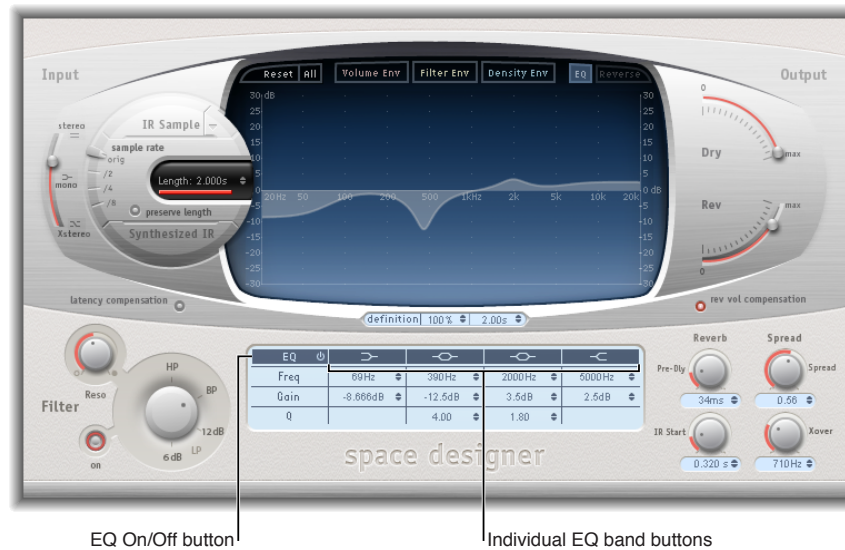 Reset All Volume Env Filter Env Density Env EQ Reverse
Input
Output
30 dB 30
25 25
20 20
15 15
10 10
5 5
0 0 dB
-5 -5
-10 -10
-15 -15
-20 -20
-25 -25
-30 -30
20Hz 50 100 200 500 1kHz 2k 5k 10k 20k
stereo
mono
Xstereo
IR Sample
sample rate
orig
/2
/4
/8
Length: 2.000s
preserve length
Synthesized IR
0
Dry
max
Rev
max
0
latency compensation
rev vol compensation
definition 100% 2.00s
Reso
Filter
on
HP
BP
12dB
LP
6dB
EQ
Freq 69Hz 390Hz 2000Hz 5000Hz
Gain -8.666dB -12.5dB 3.5dB 2.5dB
Q 4.00 1.80
space designer
Reverb
Spread
Pre-Dly
34ms
Spread
0.56
IR Start
0.320 s
Xover
710Hz
EQ On/Off button
Individual EQ band buttons